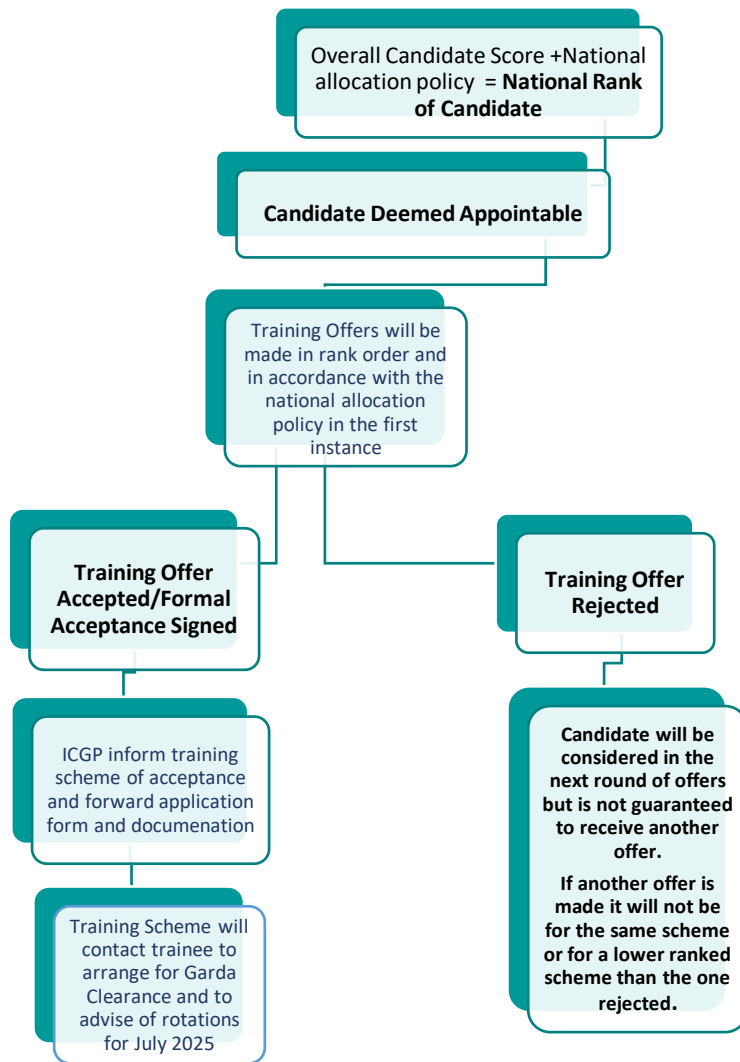 Overall Candidate Score +National
allocation policy = National Rank
of Candidate
Candidate Deemed Appointable
Training Offers will be
made in rank order and
in accordance with the
national allocation
policy in the first
instance
Training Offer
Accepted/Formal
Acceptance Signed
ICGP inform training
scheme of acceptance
and forward application
form and documenation
Training Scheme will
contact trainee to
arrange for Garda
Clearance and to
advise of rotations
for July 2025
Training Offer
Rejected
Candidate will be
considered in the
next round of offers
but is not guaranteed
to receive another
offer.
If another offer is
made it will not be
for the same scheme
or for a lower ranked
scheme than the one
rejected.